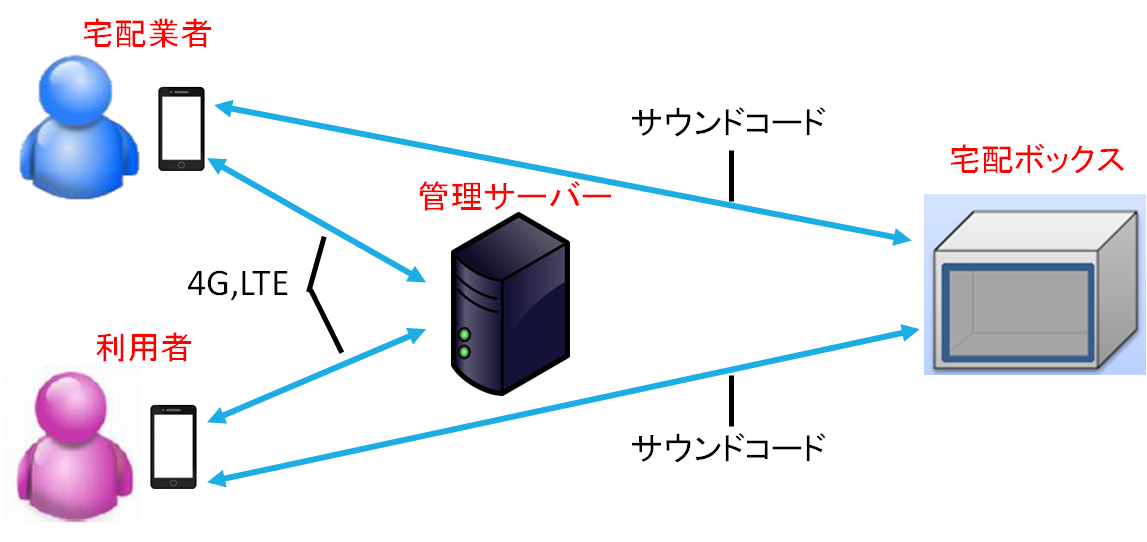 宅配業者
サウンドコード
宅配ボックス
管理サーバー
4G,LTE
利用者
サウンドコード